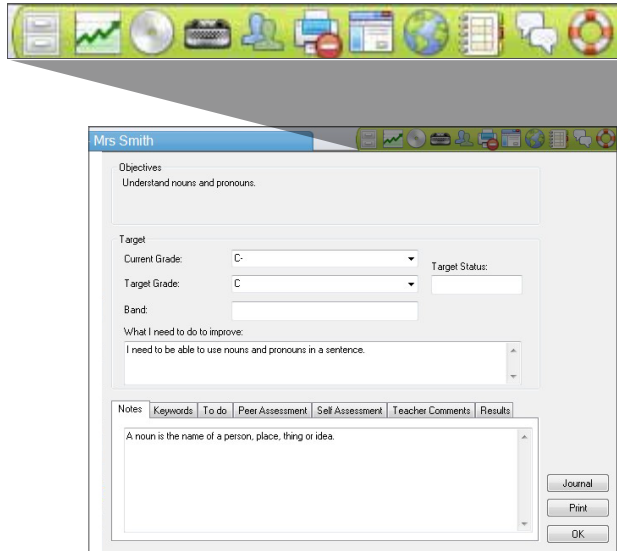 Mrs Smith
Objectives
Understand nouns and pronouns.
Target
Current Grade:
C-
Target Status:
Target Grade:
C
Band:
What I need to do to improve:
I need to be able to use nouns and pronouns in a sentence.
Notes Keywords To do Peer Assessment Self Assessment Teacher Comments Results
A noun is the name of a person, place, thing or idea.
Journal
Print
OK